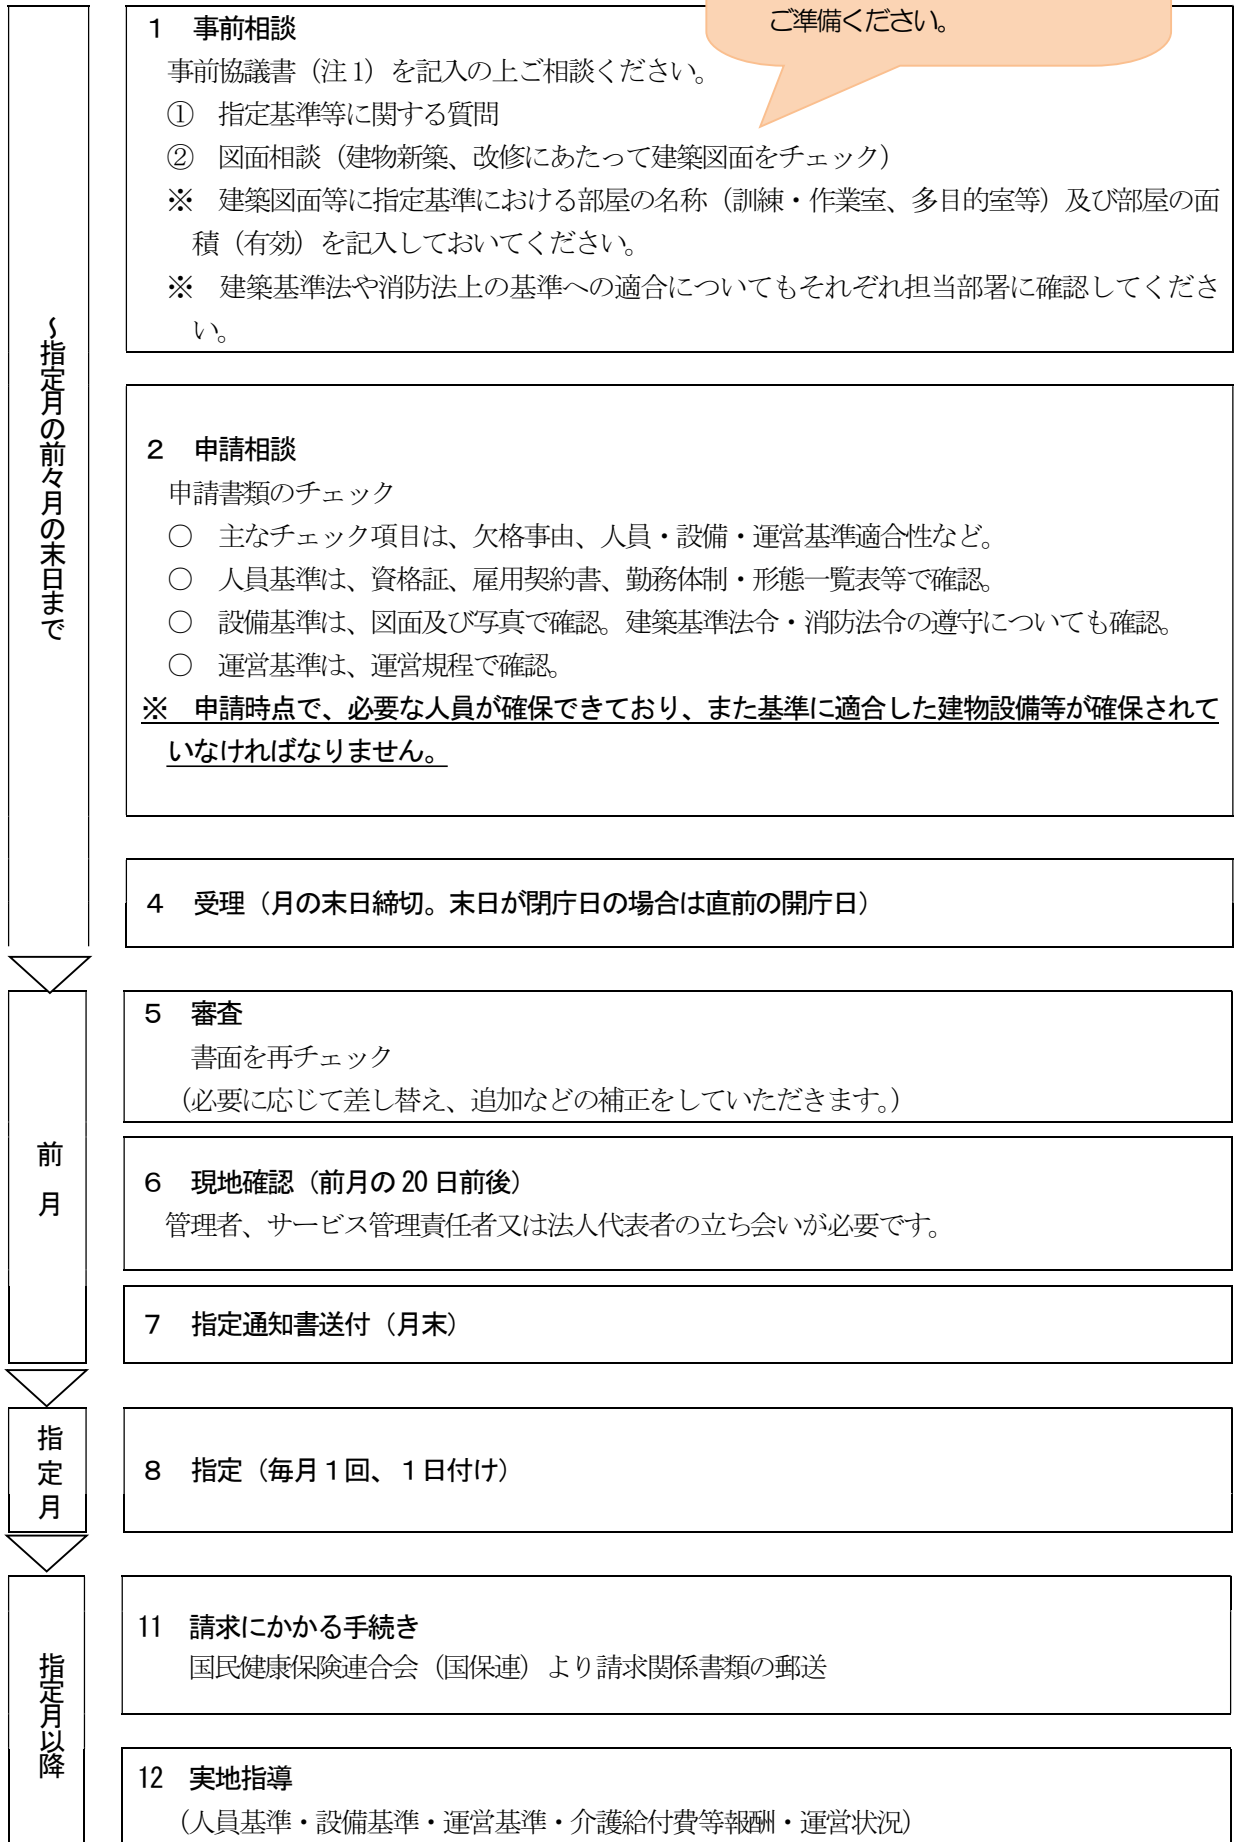 ご準備ください。
1　事前相談
事前協議書（注1）を記入の上ご相談ください。
①　指定基準等に関する質問
②　図面相談（建物新築、改修にあたって建築図面をチェック）
※　建築図面等に指定基準における部屋の名称（訓練・作業室、多目的室等）及び部屋の面
積（有効）を記入しておいてください。
※　建築基準法や消防法上の基準への適合についてもそれぞれ担当部署に確認してくださ
い。
～指定月の前々月の末日まで
２　申請相談
申請書類のチェック
○　主なチェック項目は、欠格事由、人員・設備・運営基準適合性など。
○　人員基準は、資格証、雇用契約書、勤務体制・形態一覧表等で確認。
○　設備基準は、図面及び写真で確認。建築基準法令・消防法令の遵守についても確認。
○　運営基準は、運営規程で確認。
※　申請時点で、必要な人員が確保できており、また基準に適合した建物設備等が確保されて
いなければなりません。
４　受理（月の末日締切。末日が閉庁日の場合は直前の開庁日）
前月
５　審査
書面を再チェック
（必要に応じて差し替え、追加などの補正をしていただきます。）
６　現地確認（前月の 20 日前後）
管理者、サービス管理責任者又は法人代表者の立ち会いが必要です。
７　指定通知書送付（月末）
指定月
８　指定（毎月１回、１日付け）
指定月以降
11　請求にかかる手続き
国民健康保険連合会（国保連）より請求関係書類の郵送
12　実地指導
（人員基準・設備基準・運営基準・介護給付費等報酬・運営状況）